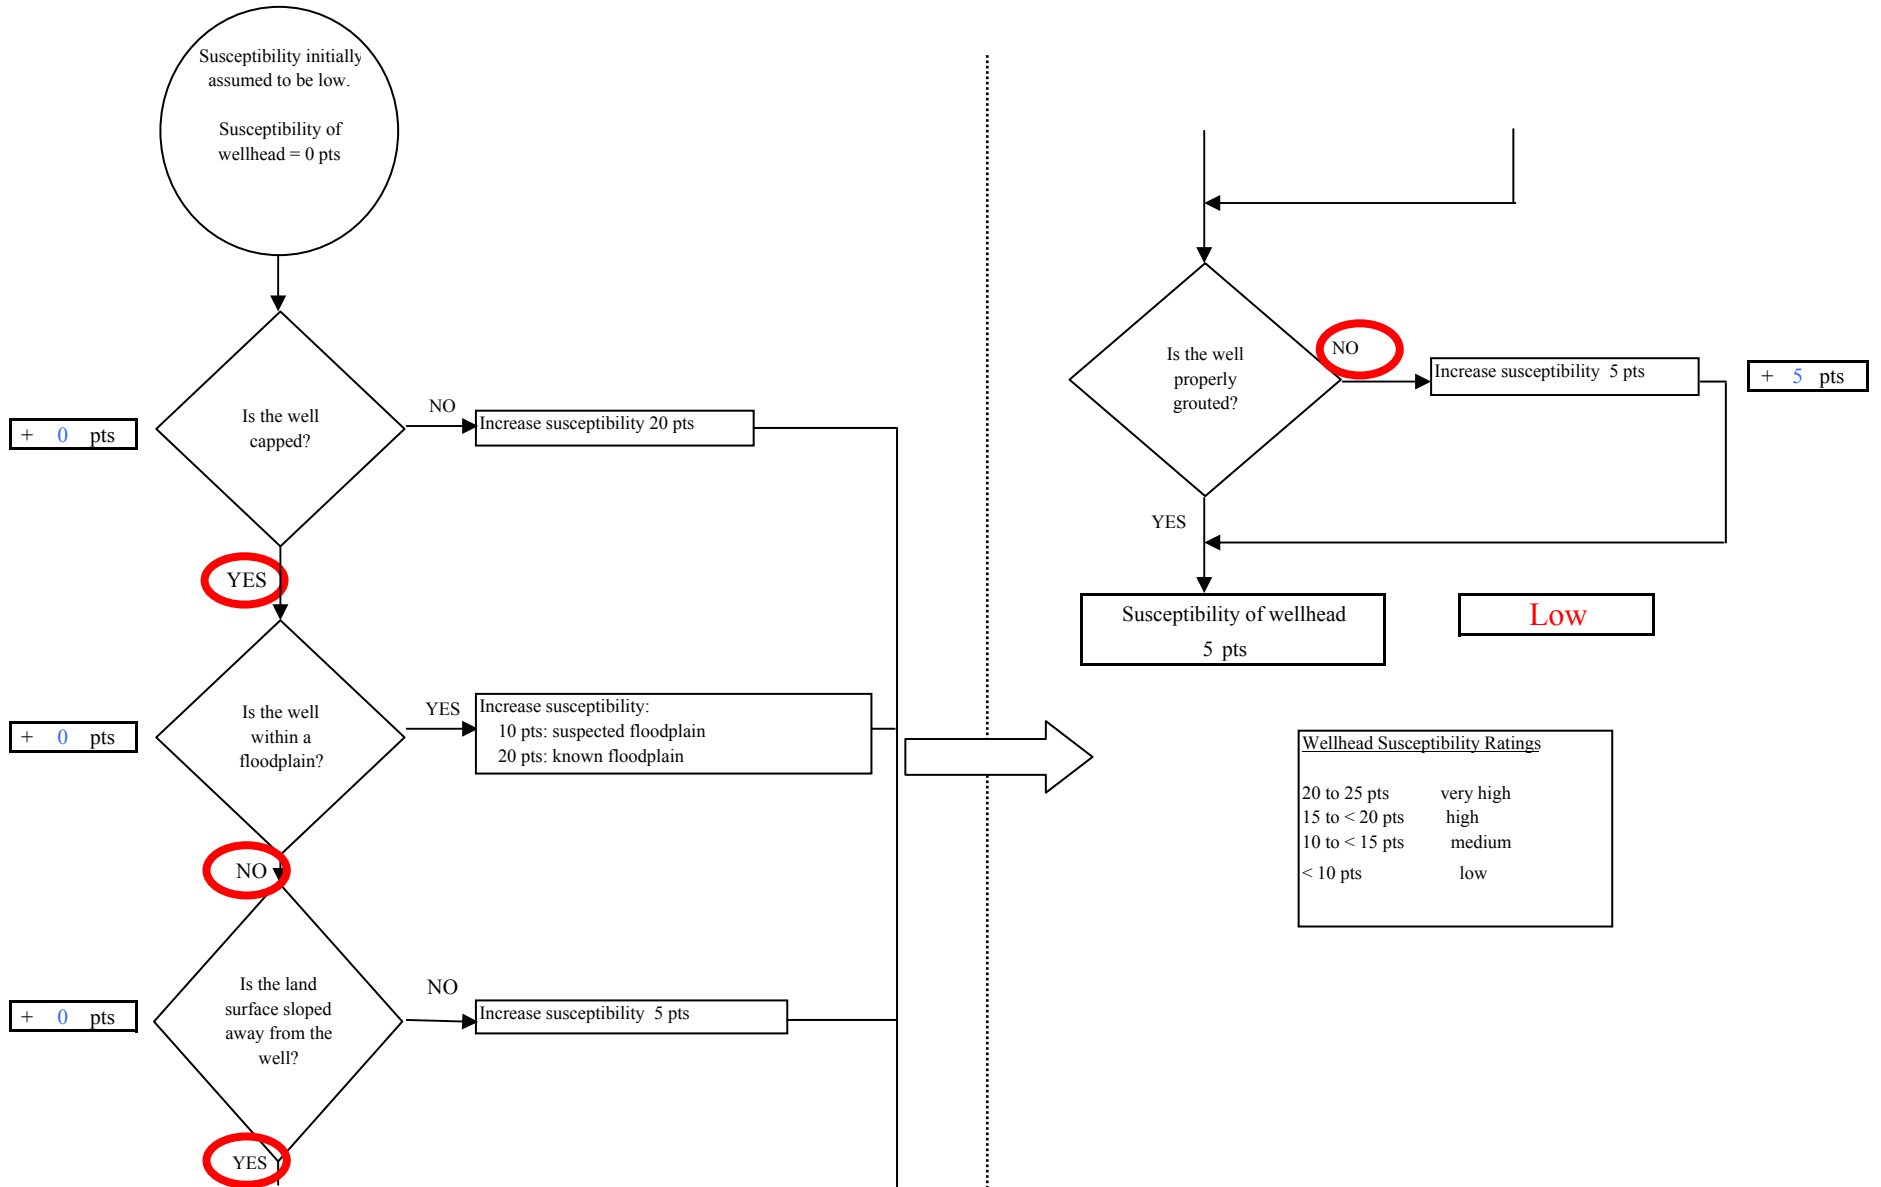 Susceptibility initially
assumed to be low.
Susceptibility of
wellhead = 0 pts
Is the well
capped?
+ 0 pts
NO
Increase susceptibility 20 pts
YES
Is the well
within a
floodplain?
+ 0 pts
YES
Increase susceptibility:
10 pts: suspected floodplain
20 pts: known floodplain
NO
Is the land
surface sloped
away from the
well?
+ 0 pts
NO
Increase susceptibility 5 pts
YES
Is the well
properly
grouted?
NO
Increase susceptibility 5 pts
+ 5 pts
YES
Susceptibility of wellhead
5 pts
Low
Wellhead Susceptibility Ratings
20 to 25 pts very high
15 to < 20 pts high
10 to < 15 pts medium
< 10 pts low